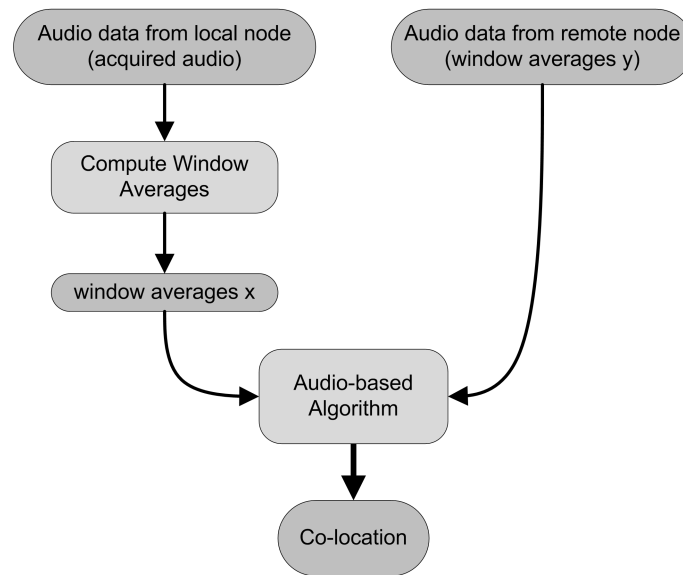 Audio data from local node
(acquired audio)
Audio data from remote node
(window averages y)
Compute Window
Averages
window averages x
Audio-based
Algorithm
Co-location